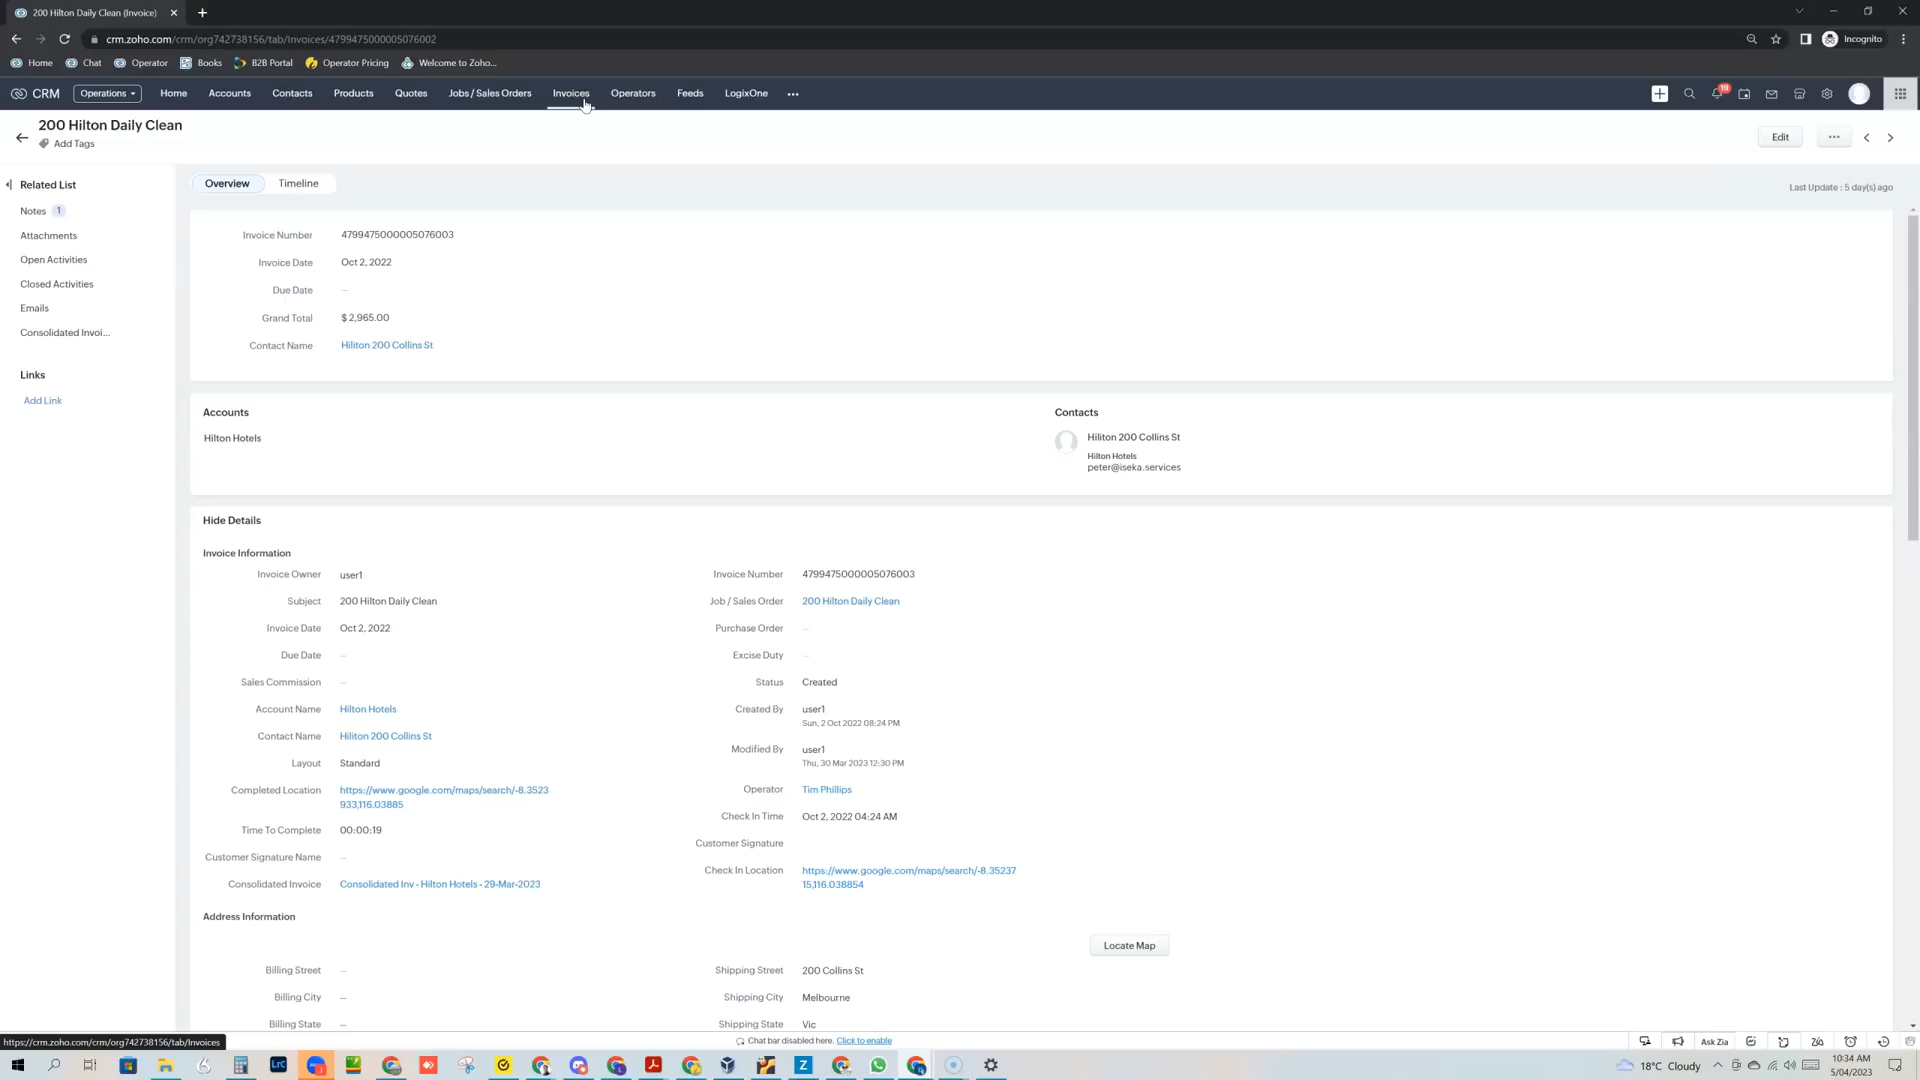 200 Hilton Daily Clean (Invoice)
crm.zoho.com/crm/org742738156/tab/Invoices/4799475000005076002
Incognito
Home
Chat
Operator
Books
B2B Portal
Operator Pricing
Welcome to Zoho...
CRM
Operations
Home
Accounts
Contacts
Products
Quotes
Jobs / Sales Orders
Invoices
Operators
Feeds
LogixOne
19
200 Hilton Daily Clean
Add Tags
Edit
Related List
Notes 1
Attachments
Open Activities
Closed Activities
Emails
Consolidated Invoi...
Links
Add Link
Overview
Timeline
Last Update : 5 day(s) ago
Invoice Number 4799475000005076003
Invoice Date Oct 2, 2022
Due Date —
Grand Total $ 2,965.00
Contact Name Hiliton 200 Collins St
Accounts
Hilton Hotels
Contacts
Hiliton 200 Collins St
Hilton Hotels
peter@iseka.services
Hide Details
Invoice Information
Invoice Owner user1
Invoice Number 4799475000005076003
Subject 200 Hilton Daily Clean
Job / Sales Order 200 Hilton Daily Clean
Invoice Date Oct 2, 2022
Purchase Order —
Due Date —
Excise Duty —
Sales Commission —
Status Created
Account Name Hilton Hotels
Created By user1
Sun, 2 Oct 2022 08:24 PM
Contact Name Hiliton 200 Collins St
Modified By user1
Thu, 30 Mar 2023 12:30 PM
Layout Standard
Completed Location https://www.google.com/maps/search/-8.3523
933,116.03885
Operator Tim Phillips
Check In Time Oct 2, 2022 04:24 AM
Time To Complete 00:00:19
Customer Signature
Customer Signature Name —
Check In Location https://www.google.com/maps/search/-8.35237
15,116.038854
Consolidated Invoice Consolidated Inv - Hilton Hotels - 29-Mar-2023
Address Information
Locate Map
Billing Street —
Shipping Street 200 Collins St
Billing City —
Shipping City Melbourne
Billing State —
Shipping State Vic
https://crm.zoho.com/crm/org742738156/tab/Invoices
Chat bar disabled here. Click to enable
Ask Zia
Lrc
Z
18°C Cloudy
10:34 AM
5/04/2023